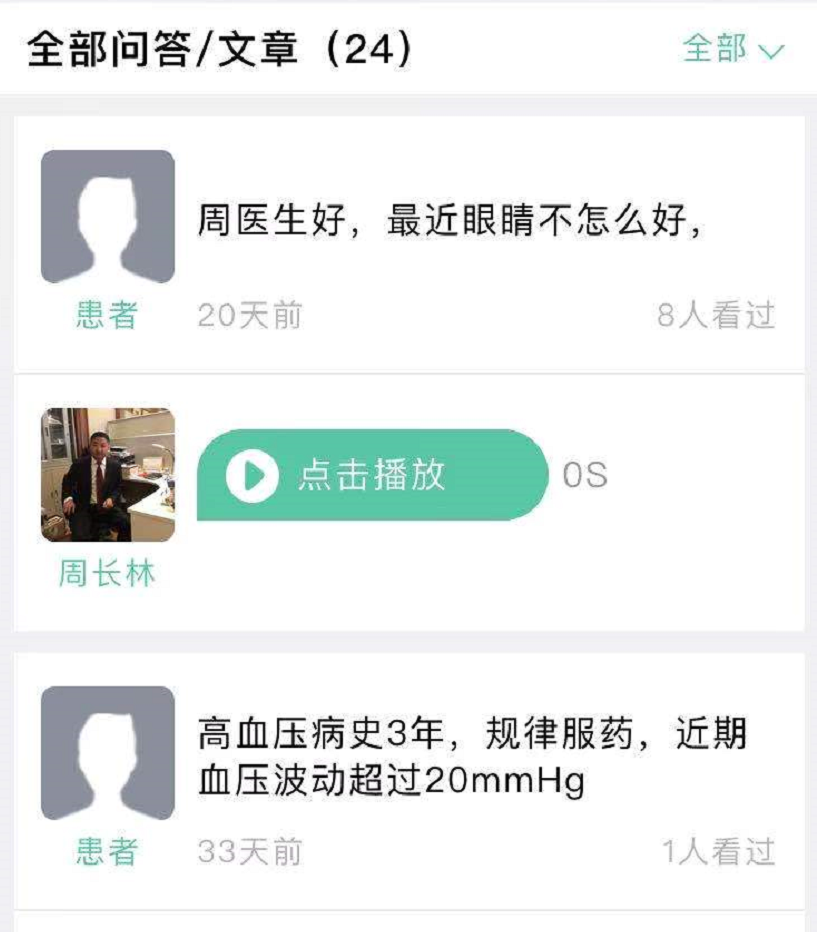 全部问答/文章（24）
全部
周医生好，最近眼睛不怎么好，
患者
20天前
8人看过
点击播放
0S
周长林
高血压病史3年，规律服药，近期
血压波动超过20mmHg
患者
33天前
1人看过